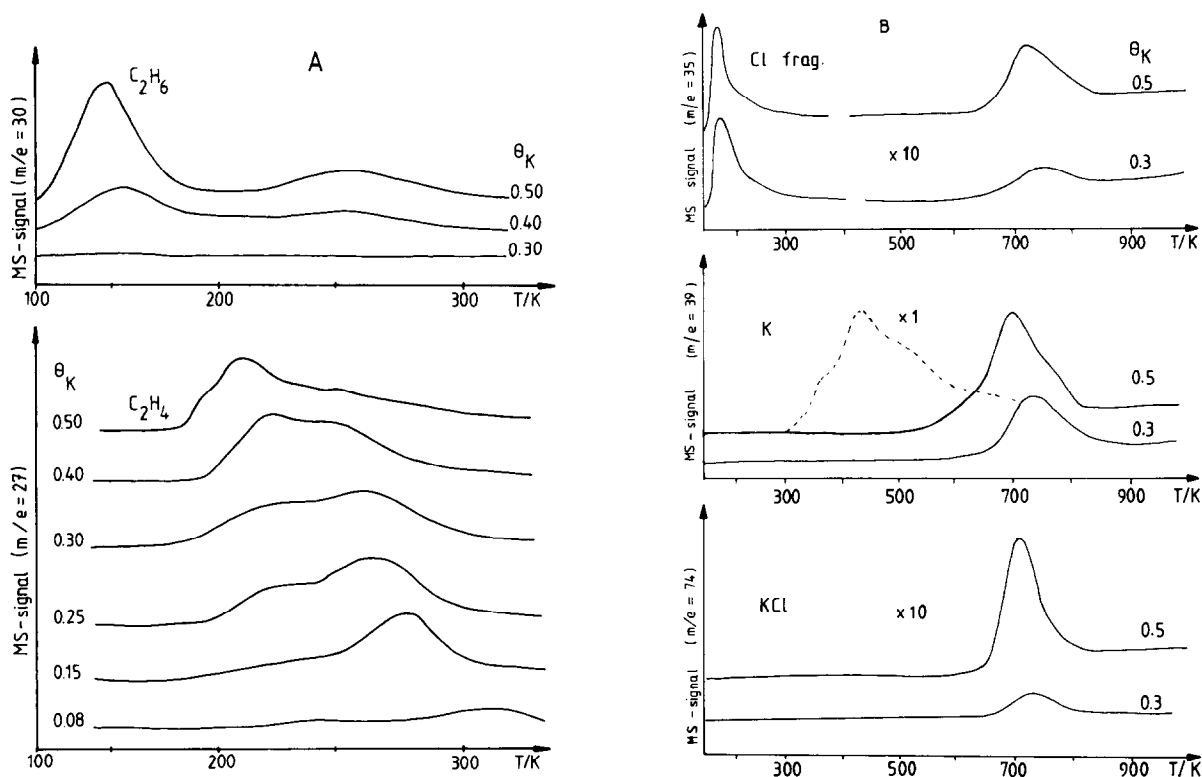 A
C₂H₆
MS-signal (m/e = 30)
θ_K
0.50
0.40
0.30
100 200 300 T/K
θ_K
C₂H₄
0.50
0.40
0.30
0.25
0.15
0.08
MS-signal (m/e = 27)
100 200 300 T/K
B
Cl frag.
θ_K
0.5
x 10
0.3
MS signal (m/e = 35)
300 500 700 900 T/K
K
x 1
0.5
0.3
MS-signal (m/e = 39)
300 500 700 900 T/K
KCl
x 10
0.5
0.3
MS-signal (m/e = 74)
300 500 700 900 T/K